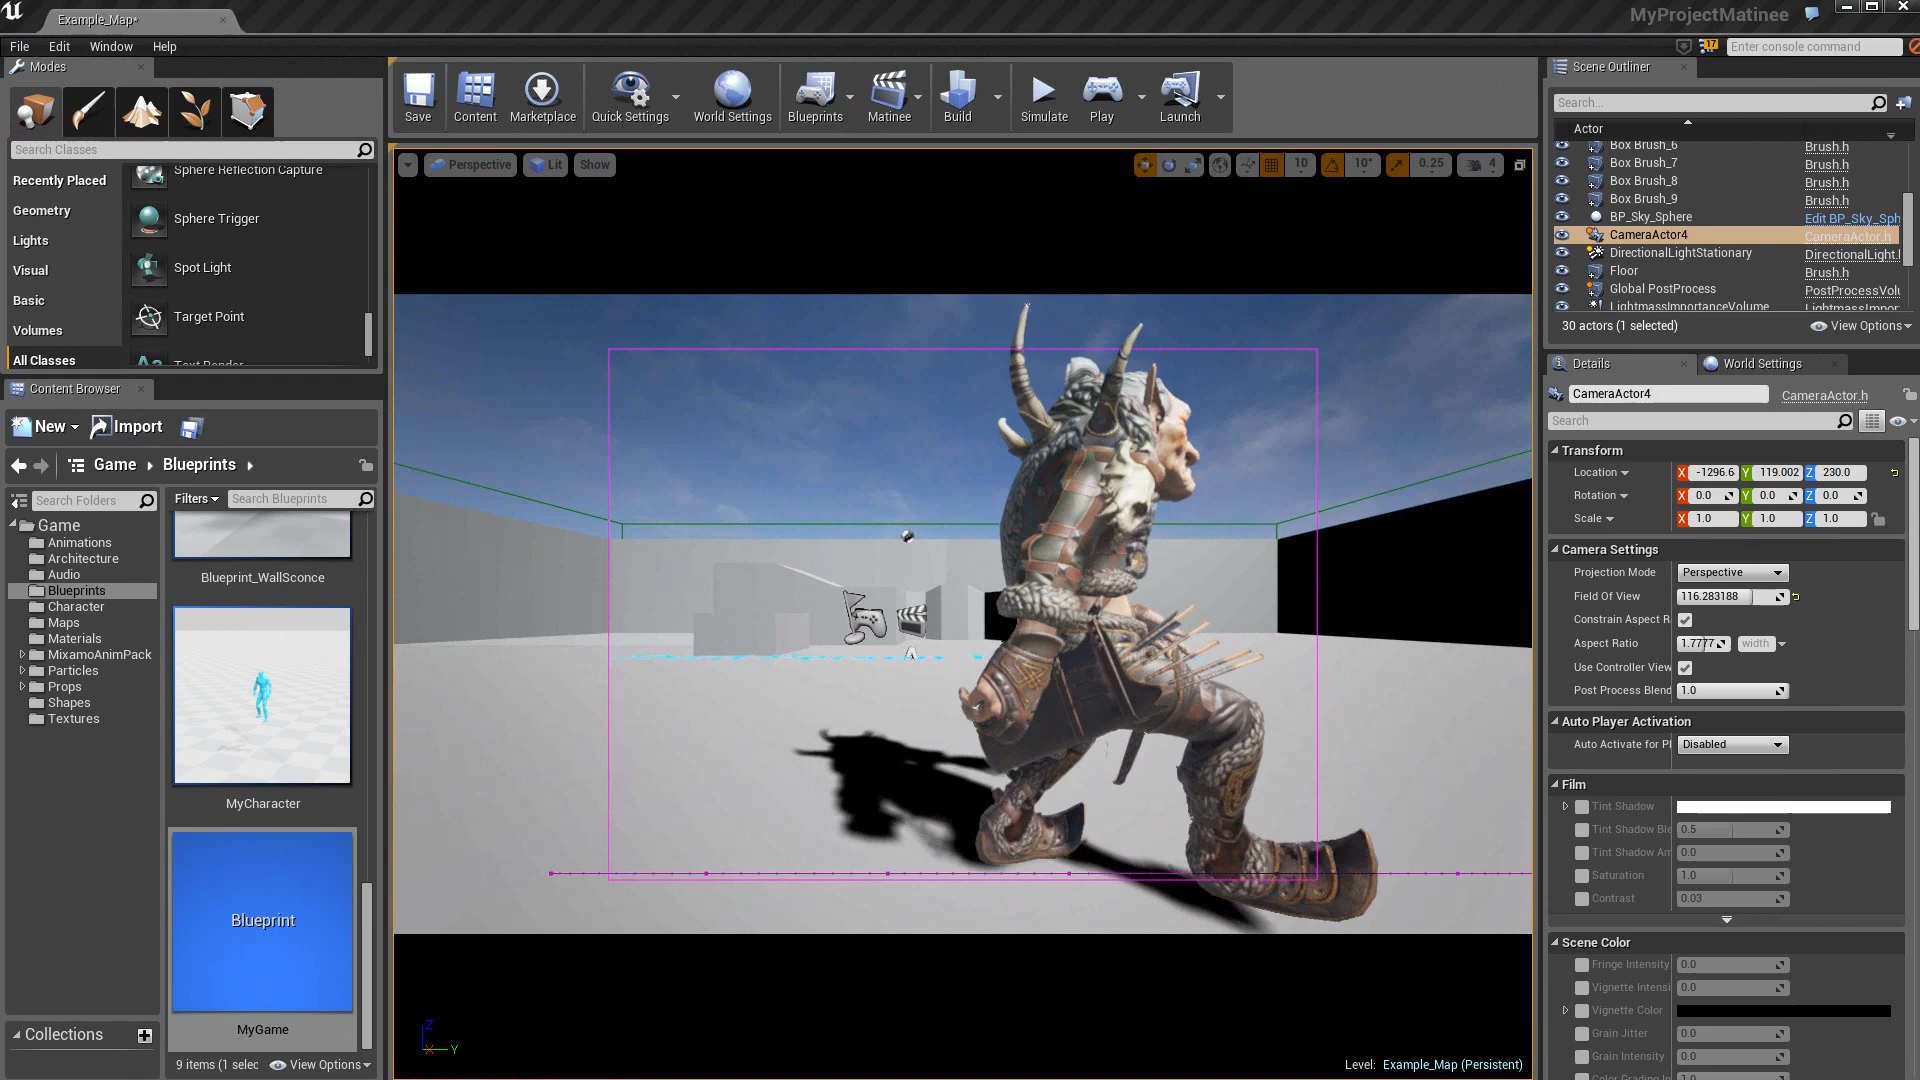 Example_Map*
MyProjectMatinee
File Edit Window Help
17
Enter console command
Modes
Search Classes
Recently Placed
Geometry
Lights
Visual
Basic
Volumes
All Classes
Sphere Reflection Capture
Sphere Trigger
Spot Light
Target Point
Save
Content
Marketplace
Quick Settings
World Settings
Blueprints
Matinee
Build
Simulate
Play
Launch
Perspective Lit Show
10 10° 0.25 4
Content Browser
New Import
Game Blueprints
Search Folders
Filters Search Blueprints
Game
Animations
Architecture
Audio
Blueprints
Character
Maps
Materials
MixamoAnimPack
Particles
Props
Shapes
Textures
Blueprint_WallSconce
MyCharacter
Blueprint
MyGame
Collections
9 items (1 selec View Options
Z
X Y
Level: Example_Map (Persistent)
Scene Outliner
Search...
Actor
Box Brush_6 Brush.h
Box Brush_7 Brush.h
Box Brush_8 Brush.h
Box Brush_9 Brush.h
BP_Sky_Sphere Edit BP_Sky_Sph
CameraActor4 CameraActor.h
DirectionalLightStationary DirectionalLight.
Floor Brush.h
Global PostProcess PostProcessVolu
LightmassImportanceVolume LightmassImpor
30 actors (1 selected) View Options
Details World Settings
CameraActor4 CameraActor.h
Search
Transform
Location X -1296.6 Y 119.002 Z 230.0
Rotation X 0.0 Y 0.0 Z 0.0
Scale X 1.0 Y 1.0 Z 1.0
Camera Settings
Projection Mode Perspective
Field Of View 116.283188
Constrain Aspect R
Aspect Ratio 1.7777 width
Use Controller View
Post Process Blend 1.0
Auto Player Activation
Auto Activate for Pl Disabled
Film
Tint Shadow
Tint Shadow Ble 0.5
Tint Shadow Am 0.0
Saturation 1.0
Contrast 0.03
Scene Color
Fringe Intensity 0.0
Vignette Intensi 0.0
Vignette Color
Grain Jitter 0.0
Grain Intensity 0.0